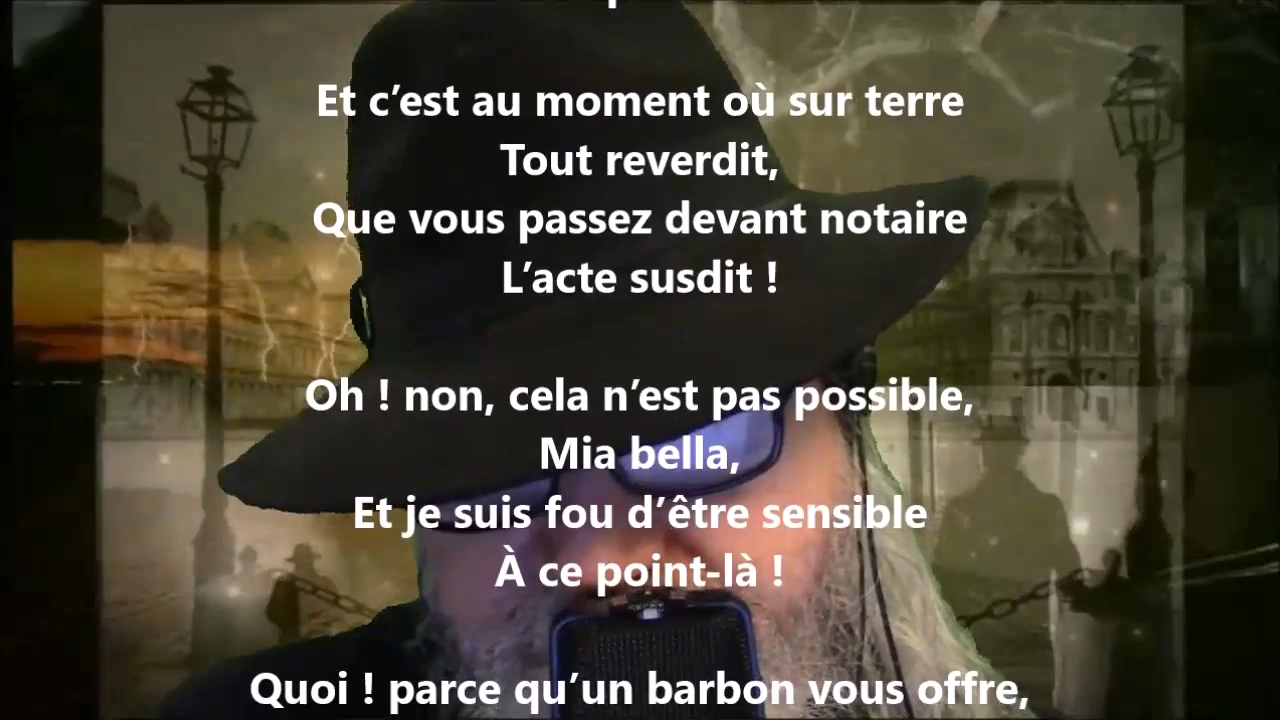 Et c’est au moment où sur terre
Tout reverdit,
Que vous passez devant notaire
L’acte susdit !
Oh ! non, cela n’est pas possible,
Mia bella,
Et je suis fou d’être sensible
À ce point-là !
Quoi ! parce qu’un barbon vous offre,